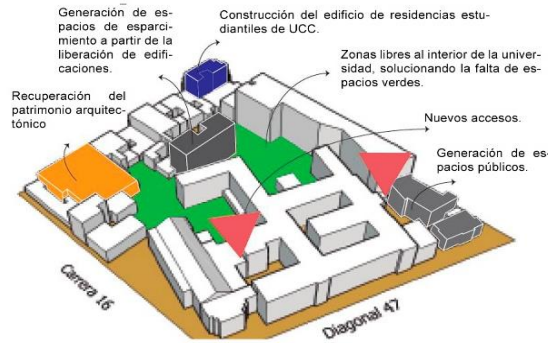 Generación de es-
pacios de esparci-
miento a partir de la
liberación de edifi-
caciones.
Construcción del edificio de residencias estu-
diantiles de UCC.
Zonas libres al interior de la univer-
sidad, solucionando la falta de es-
pacios verdes.
Recuperación del
patrimonio arquitec-
tónico
Nuevos accesos.
Generación de es-
pacios públicos.
Carrera 16
Diagonal 47